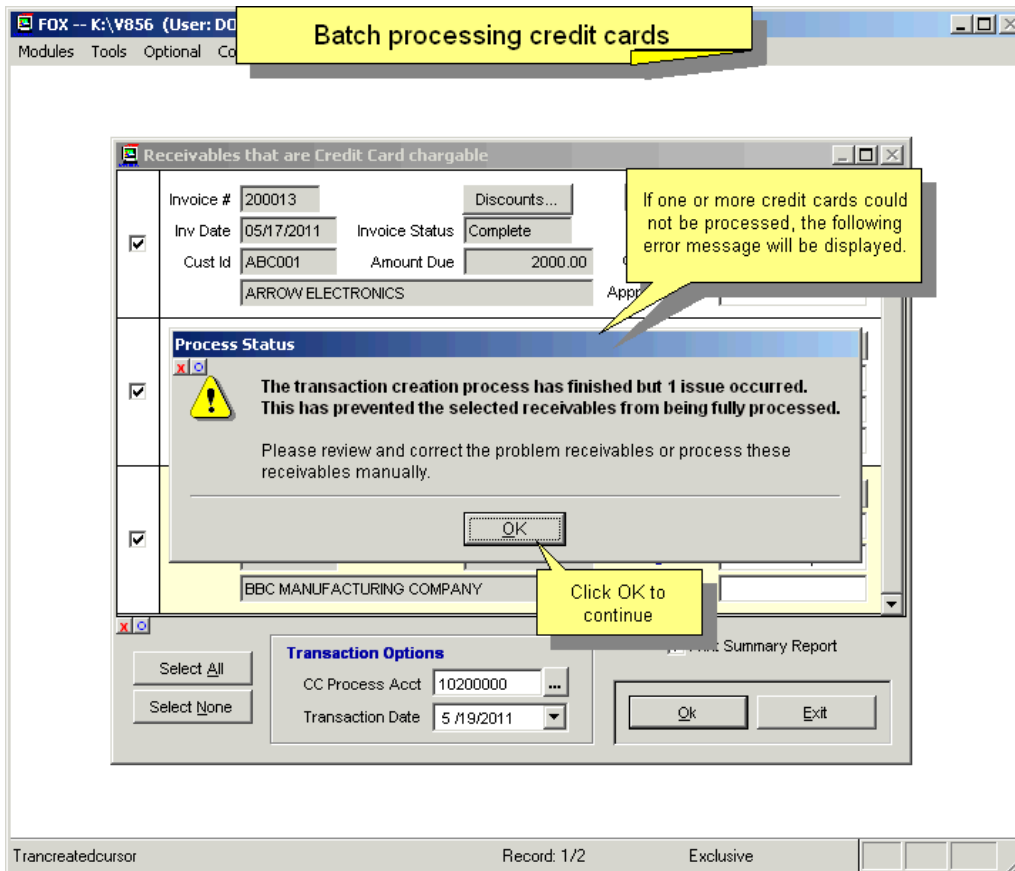 FOX -- K:\V856 (User: DO
Batch processing credit cards
Modules Tools Optional Co
Receivables that are Credit Card chargable
Invoice # 200013 Discounts...
Inv Date 05/17/2011 Invoice Status Complete
Cust Id ABC001 Amount Due 2000.00
ARROW ELECTRONICS
If one or more credit cards could
not be processed, the following
error message will be displayed.
Process Status
The transaction creation process has finished but 1 issue occurred.
This has prevented the selected receivables from being fully processed.
Please review and correct the problem receivables or process these
receivables manually.
OK
BBC MANUFACTURING COMPANY
Click OK to
continue
Select All
Select None
Transaction Options
CC Process Acct 10200000 ...
Transaction Date 5 /19/2011
Summary Report
Ok Exit
Trancreatedcursor Record: 1/2 Exclusive